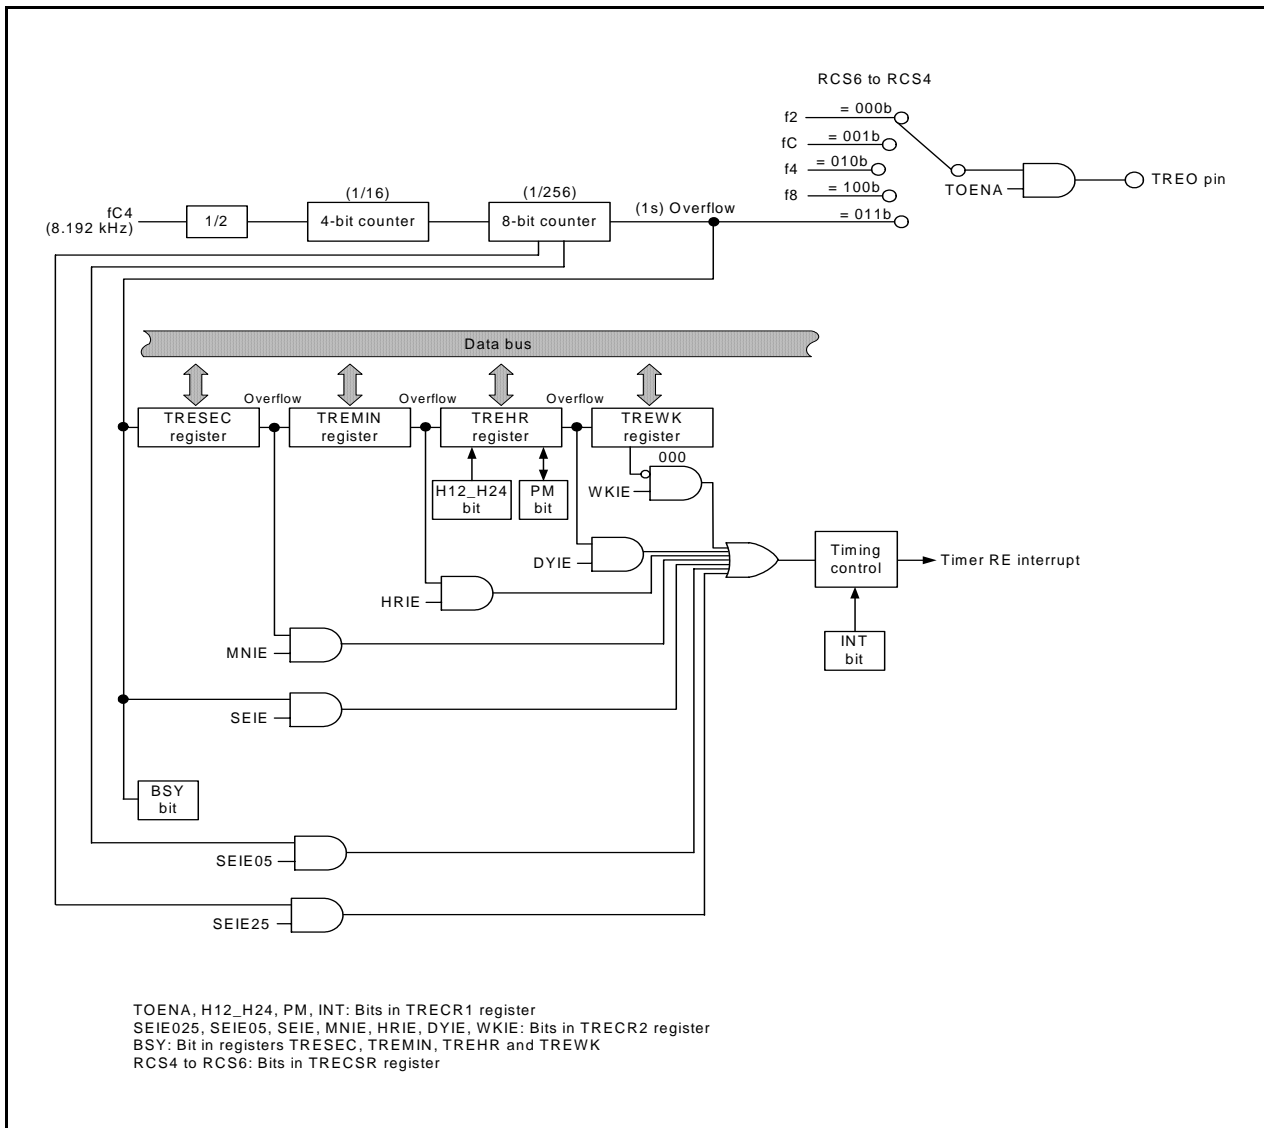 RCS6 to RCS4
f2
= 000b
fC
= 001b
f4
= 010b
TOENA
TREO pin
f8
= 100b
= 011b
fC4
(8.192 kHz)
1/2
(1/16)
4-bit counter
(1/256)
8-bit counter
(1s) Overflow
Data bus
TRESEC
register
Overflow
TREMIN
register
Overflow
TREHR
register
Overflow
TREWK
register
000
H12_H24
bit
PM
bit
WKIE
DYIE
HRIE
MNIE
SEIE
Timing
control
Timer RE interrupt
INT
bit
BSY
bit
SEIE05
SEIE25
TOENA, H12_H24, PM, INT: Bits in TRECR1 register
SEIE025, SEIE05, SEIE, MNIE, HRIE, DYIE, WKIE: Bits in TRECR2 register
BSY: Bit in registers TRESEC, TREMIN, TREHR and TREWK
RCS4 to RCS6: Bits in TRECSR register